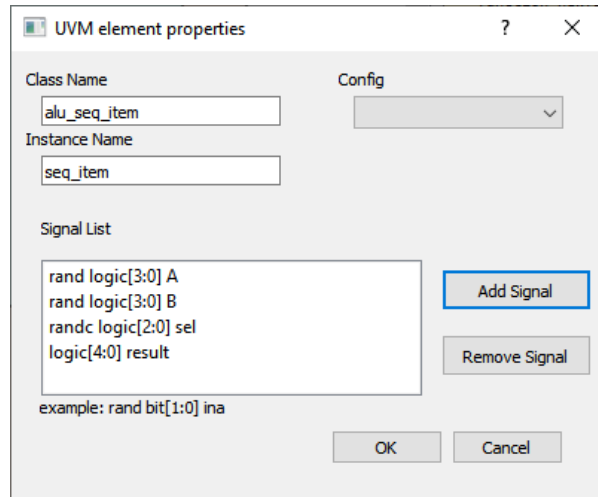 UVM element properties
?
Class Name
Config
alu_seq_item
Instance Name
seq_item
Signal List
rand logic[3:0] A
rand logic[3:0] B
randc logic[2:0] sel
logic[4:0] result
Add Signal
Remove Signal
example: rand bit[1:0] ina
OK
Cancel